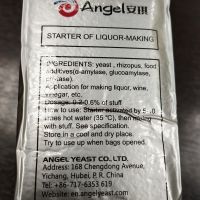 Angel安琪
STARTER OF LIQUOR-MAKING
INGREDIENTS: yeast , rhizopus, food
additives(α-amylase, glucoamylase,
protease).
Application for making liquor, wine,
vinegar, etc.
Dosage: 0.2-0.6% of stuff
How to use: Starter activated by 5
times hot water (35 ℃), then mixing
with stuff. See specification.
Store in a cool and dry place.
Try to use up when bags opened.
ANGEL YEAST CO. LTD.
Address: 168 Chengdong Avenue,
Yichang, Hubei, P. R. China
Tel: +86-717-6353 619
Website: en.angelyeast.com